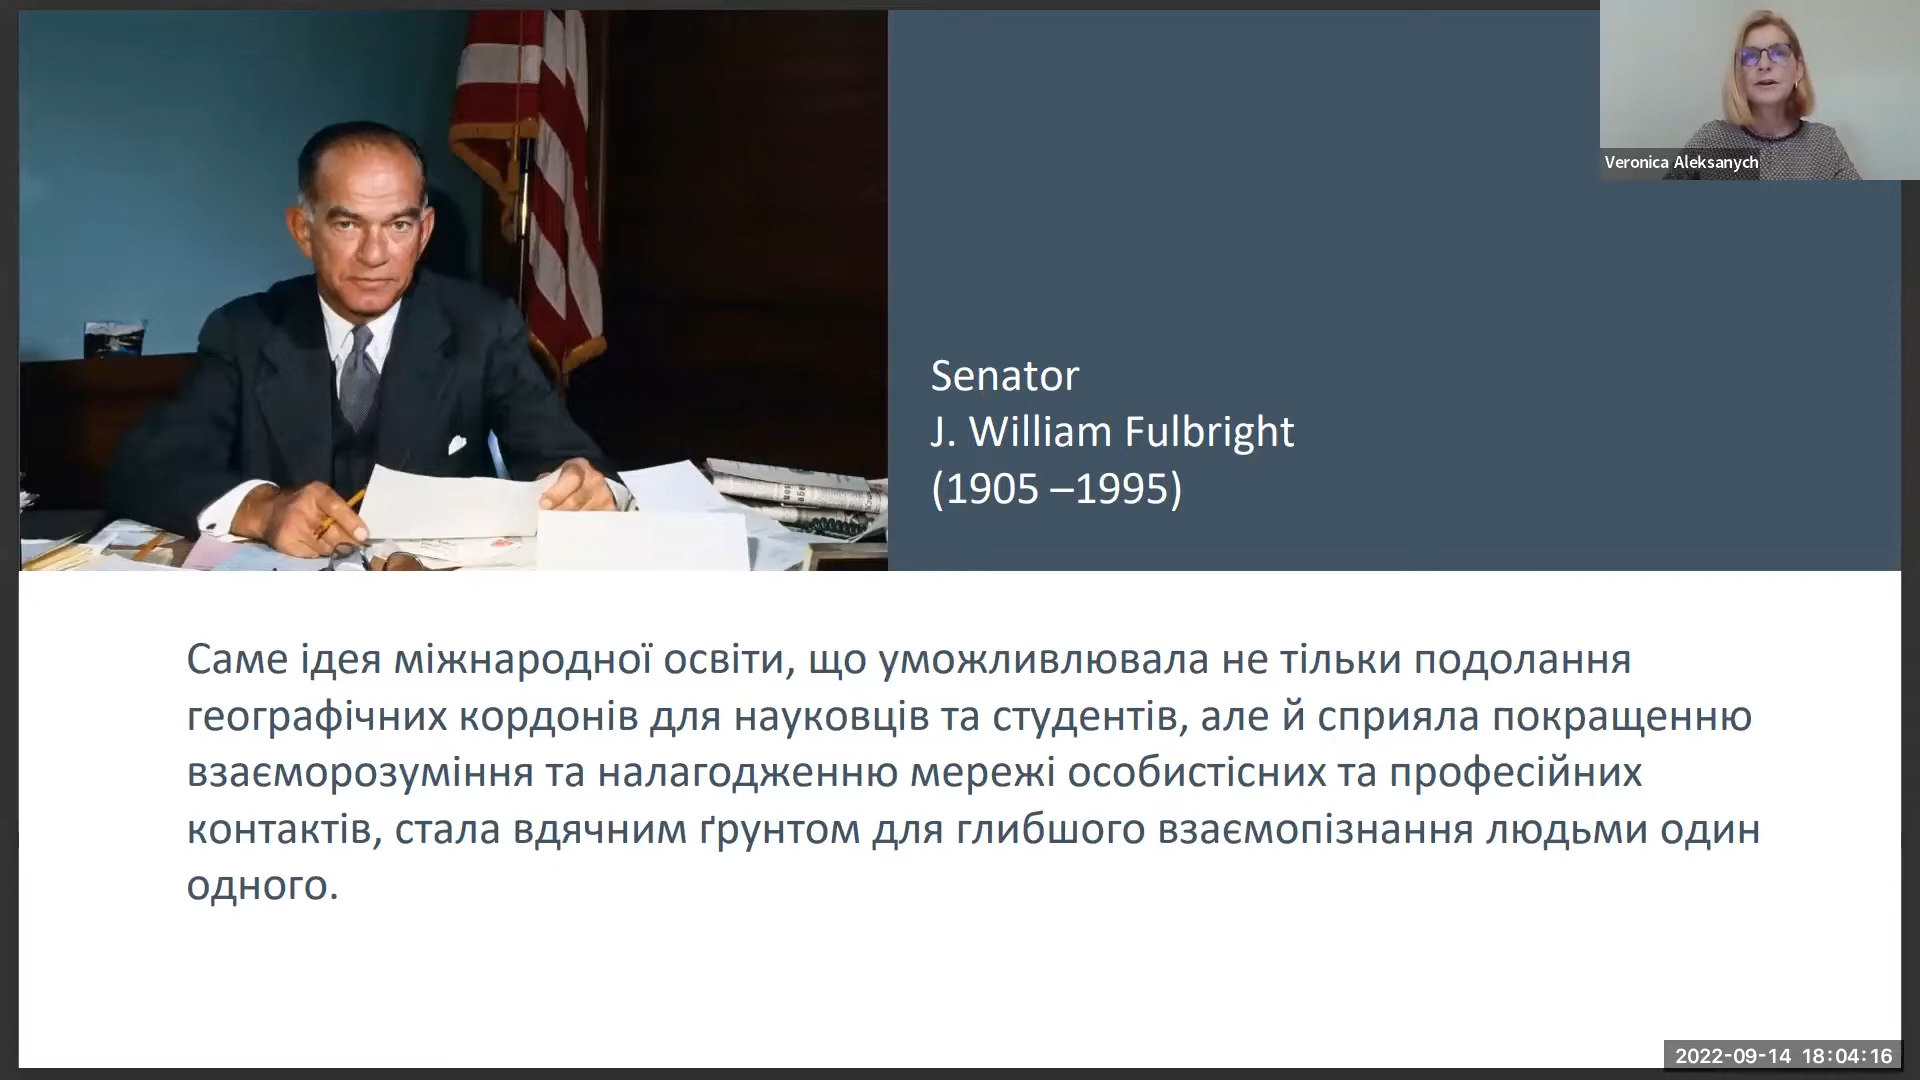 Veronica Aleksanych
Senator
J. William Fulbright
(1905 –1995)
Саме ідея міжнародної освіти, що уможливлювала не тільки подолання
географічних кордонів для науковців та студентів, але й сприяла покращенню
взаєморозуміння та налагодженню мережі особистісних та професійних
контактів, стала вдячним ґрунтом для глибшого взаємопізнання людьми один
одного.
2022-09-14 18:04:16